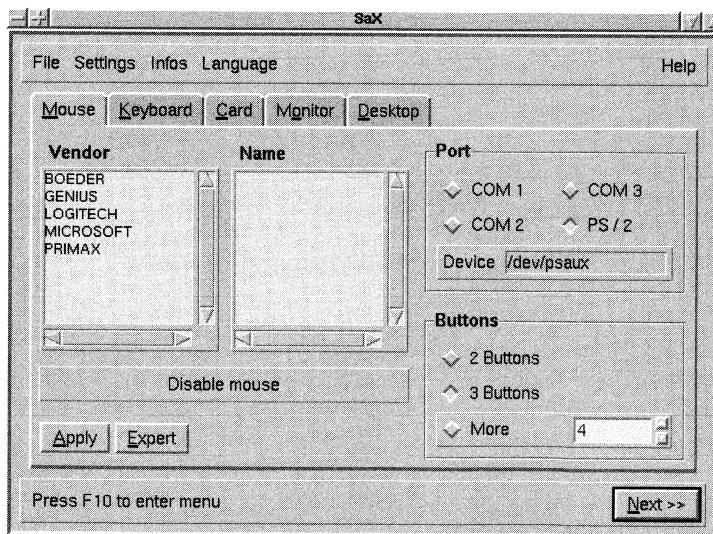 SaX
File Settings Infos Language Help
Mouse Keyboard Card Monitor Desktop
Vendor
BOEDER
GENIUS
LOGITECH
MICROSOFT
PRIMAX
Name
Disable mouse
Apply Expert
Port
COM 1 COM 3
COM 2 PS / 2
Device /dev/psaux
Buttons
2 Buttons
3 Buttons
More 4
Press F10 to enter menu
Next >>